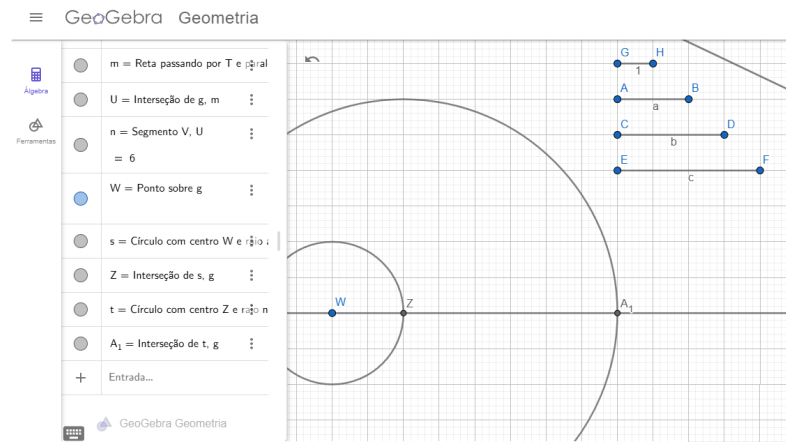 GeoGebra Geometria
Álgebra
Ferramentas
m = Reta passando por T e
U = Interseção de g, m
n = Segmento V, U
= 6
W = Ponto sobre g
s = Círculo com centro W e raio
Z = Interseção de s, g
t = Círculo com centro Z e raio n
A₁ = Interseção de t, g
Entrada...
GeoGebra Geometria
G H
1
A B
a
C D
b
E F
c
W Z A₁